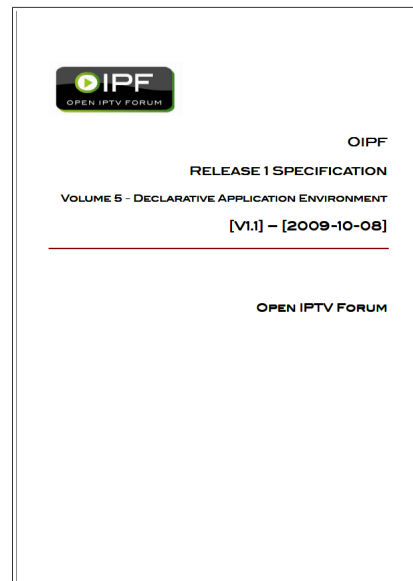 OIPF
OPEN IPTV FORUM
OIPF
RELEASE 1 SPECIFICATION
VOLUME 5 - DECLARATIVE APPLICATION ENVIRONMENT
[V1.1] – [2009-10-08]
OPEN IPTV FORUM